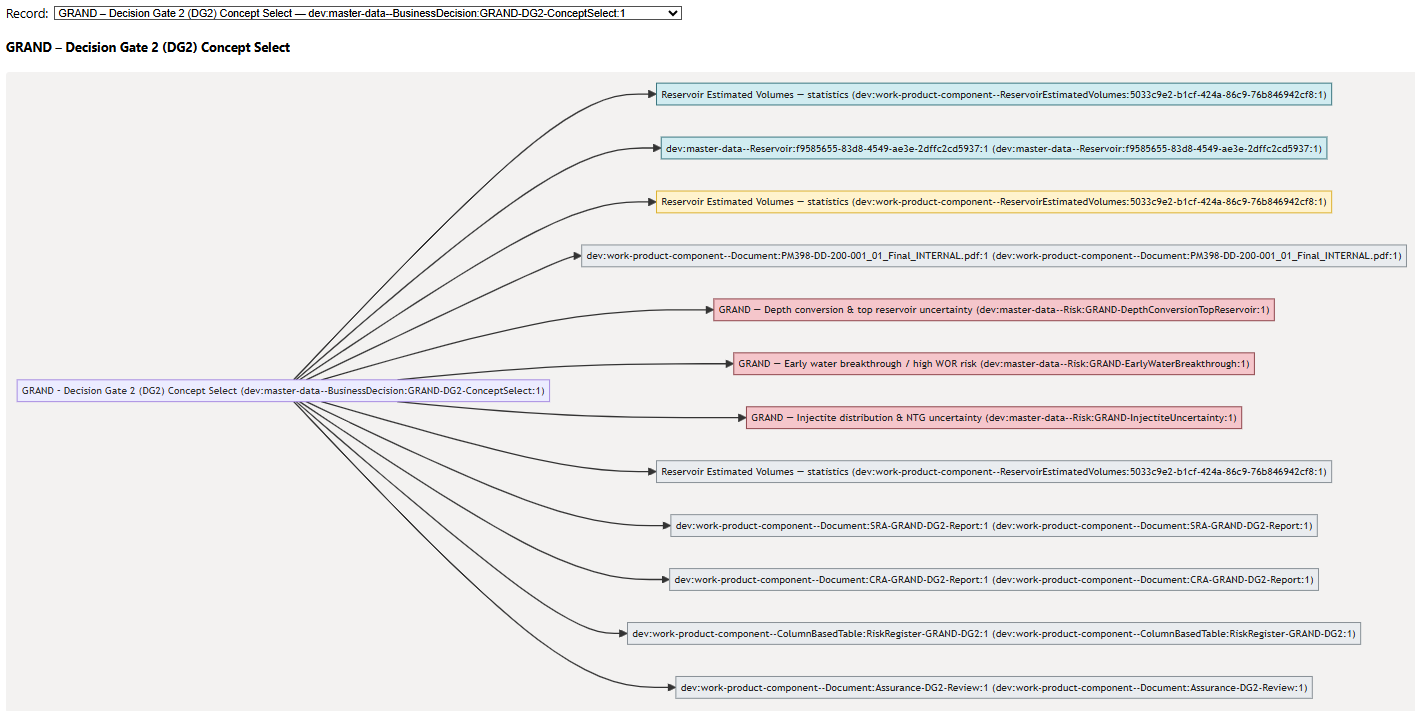 Record: GRAND – Decision Gate 2 (DG2) Concept Select — dev:master-data--BusinessDecision:GRAND-DG2-ConceptSelect:1
GRAND – Decision Gate 2 (DG2) Concept Select
Reservoir Estimated Volumes — statistics (dev:work-product-component--ReservoirEstimatedVolumes:5033c9e2-b1cf-424a-86c9-76b846942cf8:1)
dev:master-data--Reservoir:f9585655-83d8-4549-ae3e-2dffc2cd5937:1 (dev:master-data--Reservoir:f9585655-83d8-4549-ae3e-2dffc2cd5937:1)
Reservoir Estimated Volumes — statistics (dev:work-product-component--ReservoirEstimatedVolumes:5033c9e2-b1cf-424a-86c9-76b846942cf8:1)
dev:work-product-component--Document:PM398-DD-200-001_01_Final_INTERNAL.pdf:1 (dev:work-product-component--Document:PM398-DD-200-001_01_Final_INTERNAL.pdf:1)
GRAND — Depth conversion & top reservoir uncertainty (dev:master-data--Risk:GRAND-DepthConversionTopReservoir:1)
GRAND — Early water breakthrough / high WOR risk (dev:master-data--Risk:GRAND-EarlyWaterBreakthrough:1)
GRAND - Decision Gate 2 (DG2) Concept Select (dev:master-data--BusinessDecision:GRAND-DG2-ConceptSelect:1)
GRAND — Injectite distribution & NTG uncertainty (dev:master-data--Risk:GRAND-InjectiteUncertainty:1)
Reservoir Estimated Volumes — statistics (dev:work-product-component--ReservoirEstimatedVolumes:5033c9e2-b1cf-424a-86c9-76b846942cf8:1)
dev:work-product-component--Document:SRA-GRAND-DG2-Report:1 (dev:work-product-component--Document:SRA-GRAND-DG2-Report:1)
dev:work-product-component--Document:CRA-GRAND-DG2-Report:1 (dev:work-product-component--Document:CRA-GRAND-DG2-Report:1)
dev:work-product-component--ColumnBasedTable:RiskRegister-GRAND-DG2:1 (dev:work-product-component--ColumnBasedTable:RiskRegister-GRAND-DG2:1)
dev:work-product-component--Document:Assurance-DG2-Review:1 (dev:work-product-component--Document:Assurance-DG2-Review:1)